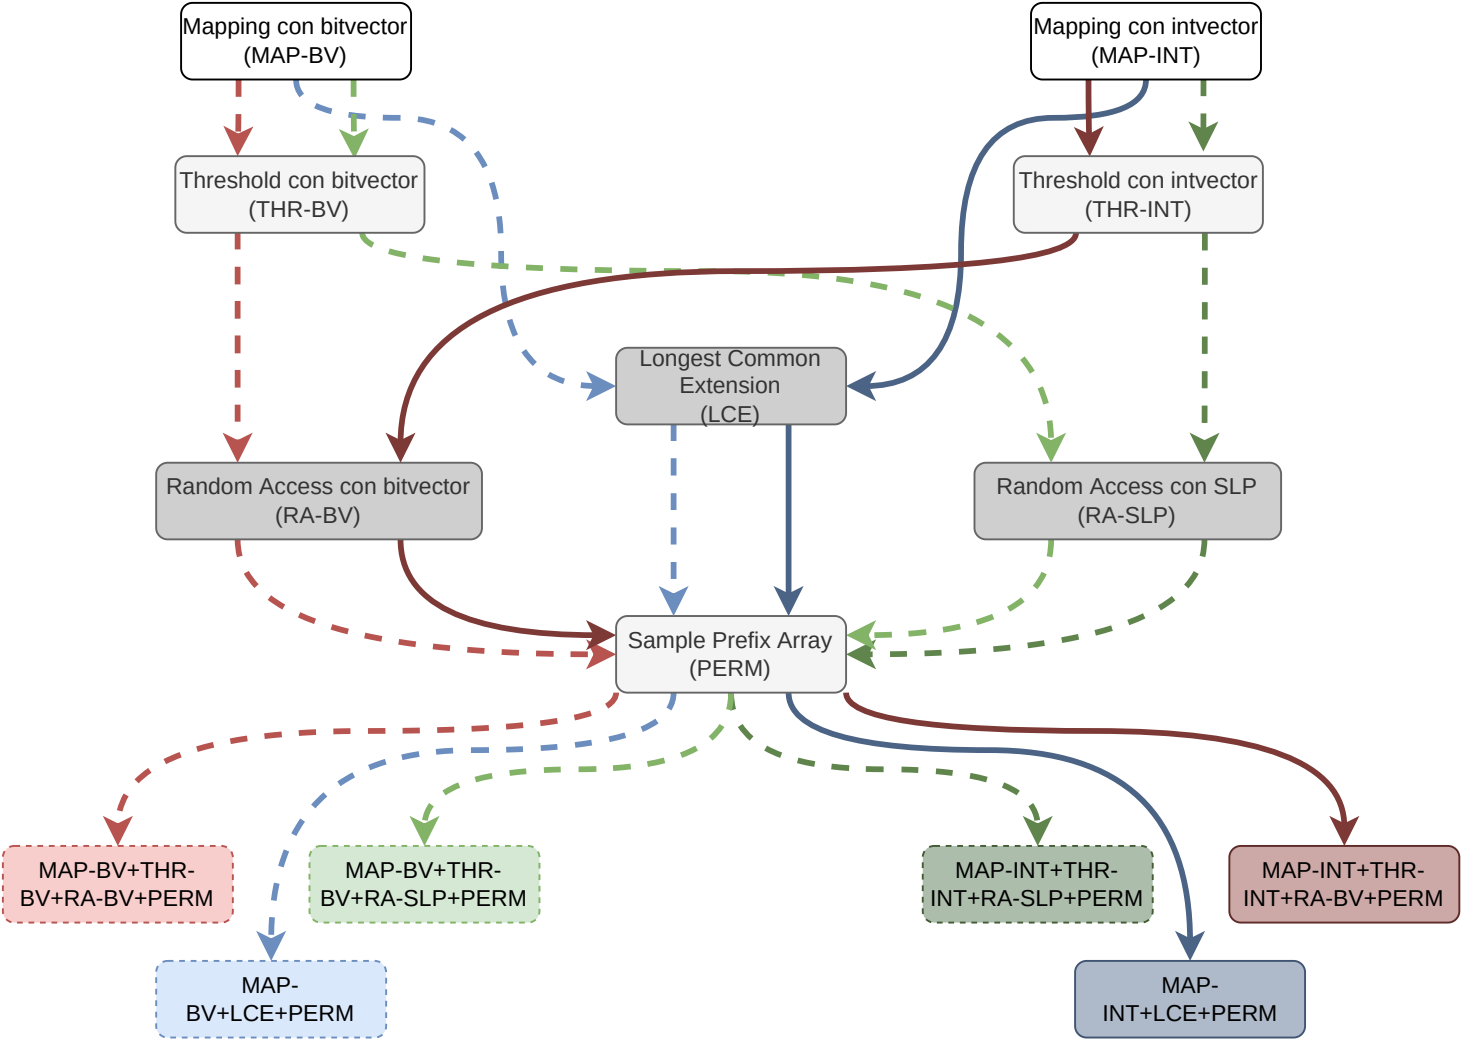 Mapping con bitvector
(MAP-BV)
Mapping con intvector
(MAP-INT)
Threshold con bitvector
(THR-BV)
Threshold con intvector
(THR-INT)
Longest Common
Extension
(LCE)
Random Access con bitvector
(RA-BV)
Random Access con SLP
(RA-SLP)
Sample Prefix Array
(PERM)
MAP-BV+THR-
BV+RA-BV+PERM
MAP-BV+THR-
BV+RA-SLP+PERM
MAP-INT+THR-
INT+RA-SLP+PERM
MAP-INT+THR-
INT+RA-BV+PERM
MAP-
BV+LCE+PERM
MAP-
INT+LCE+PERM